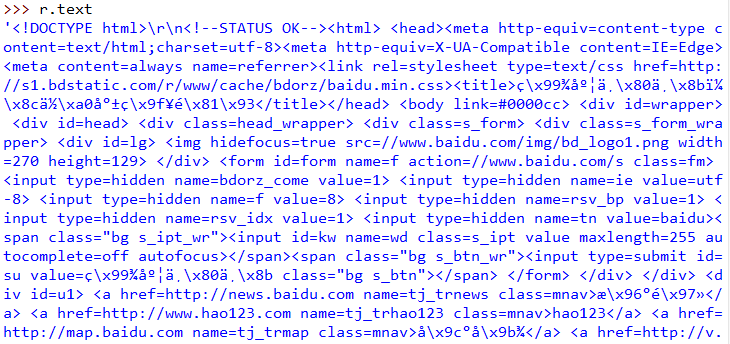 >>> r.text
'<!DOCTYPE html>\r\n<!--STATUS OK--><html> <head><meta http-equiv=content-type c
ontent=text/html;charset=utf-8><meta http-equiv=X-UA-Compatible content=IE=Edge>
<meta content=always name=referrer><link rel=stylesheet type=text/css href=http:
//s1.bdstatic.com/r/www/cache/bdorz/baidu.min.css><title>ç\x99¾åº¦ä¸\x80ä¸\x8bï¼
\x8cä½\xa0å°±ç\x9f¥é\x81\x93</title></head> <body link=#0000cc> <div id=wrapper>
 <div id=head> <div class=head_wrapper> <div class=s_form> <div class=s_form_wra
pper> <div id=lg> <img hidefocus=true src=//www.baidu.com/img/bd_logo1.png width
=270 height=129> </div> <form id=form name=f action=//www.baidu.com/s class=fm>
<input type=hidden name=bdorz_come value=1> <input type=hidden name=ie value=utf
-8> <input type=hidden name=f value=8> <input type=hidden name=rsv_bp value=1> <
input type=hidden name=rsv_idx value=1> <input type=hidden name=tn value=baidu><
span class="bg s_ipt_wr"><input id=kw name=wd class=s_ipt value maxlength=255 au
tocomplete=off autofocus></span><span class="bg s_btn_wr"><input type=submit id=
su value=ç\x99¾åº¦ä¸\x80ä¸\x8b class="bg s_btn"></span> </form> </div> </div> <d
iv id=u1> <a href=http://news.baidu.com name=tj_trnews class=mnav>æ\x96°é\x97»</
a> <a href=http://www.hao123.com name=tj_trhao123 class=mnav>hao123</a> <a href=
http://map.baidu.com name=tj_trmap class=mnav>å\x9c°å\x9b¾</a> <a href=http://v.